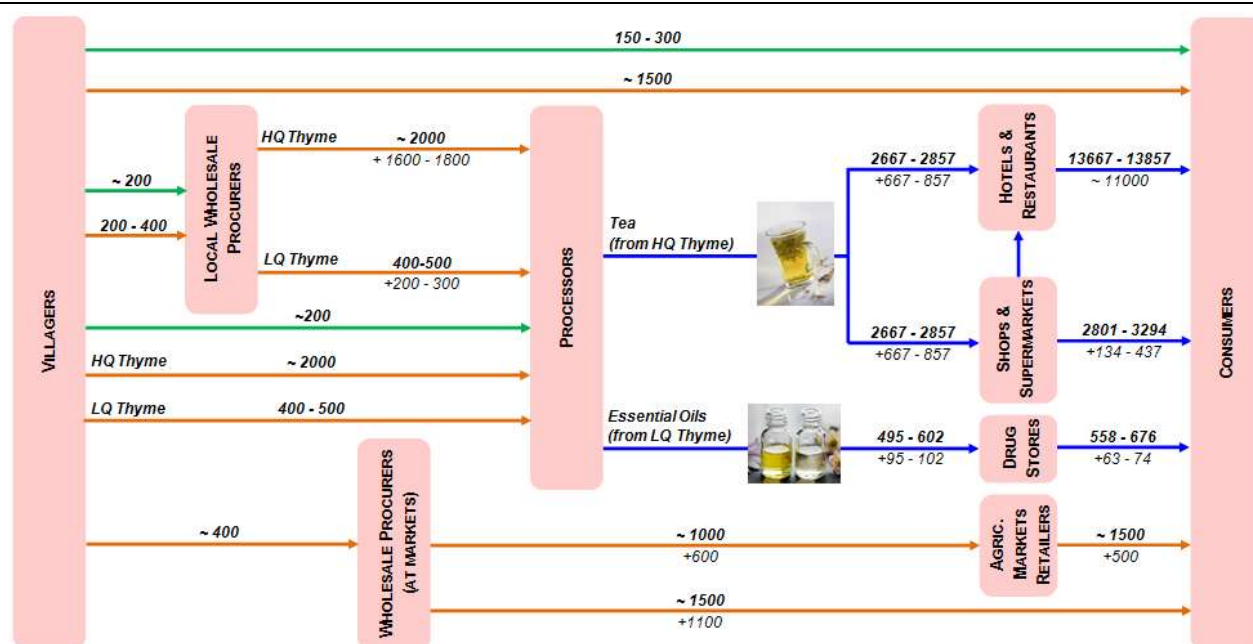 VILLAGERS
150 - 300
~ 1500
~ 200
200 - 400
LOCAL WHOLESALE
PROCURERS
HQ Thyme
~ 2000
+ 1600 - 1800
LQ Thyme
400-500
+200 - 300
~200
HQ Thyme
~ 2000
LQ Thyme
400 - 500
~ 400
WHOLESALE PROCURERS
(AT MARKETS)
PROCESSORS
Tea
(from HQ Thyme)
2667 - 2857
+667 - 857
HOTELS &
RESTAURANTS
13667 - 13857
~ 11000
2667 - 2857
+667 - 857
SHOPS &
SUPERMARKETS
2801 - 3294
+134 - 437
Essential Oils
(from LQ Thyme)
495 - 602
+95 - 102
DRUG
STORES
558 - 676
+63 - 74
~ 1000
+600
AGRIC.
MARKETS
RETAILERS
~ 1500
+500
~ 1500
+1100
CONSUMERS